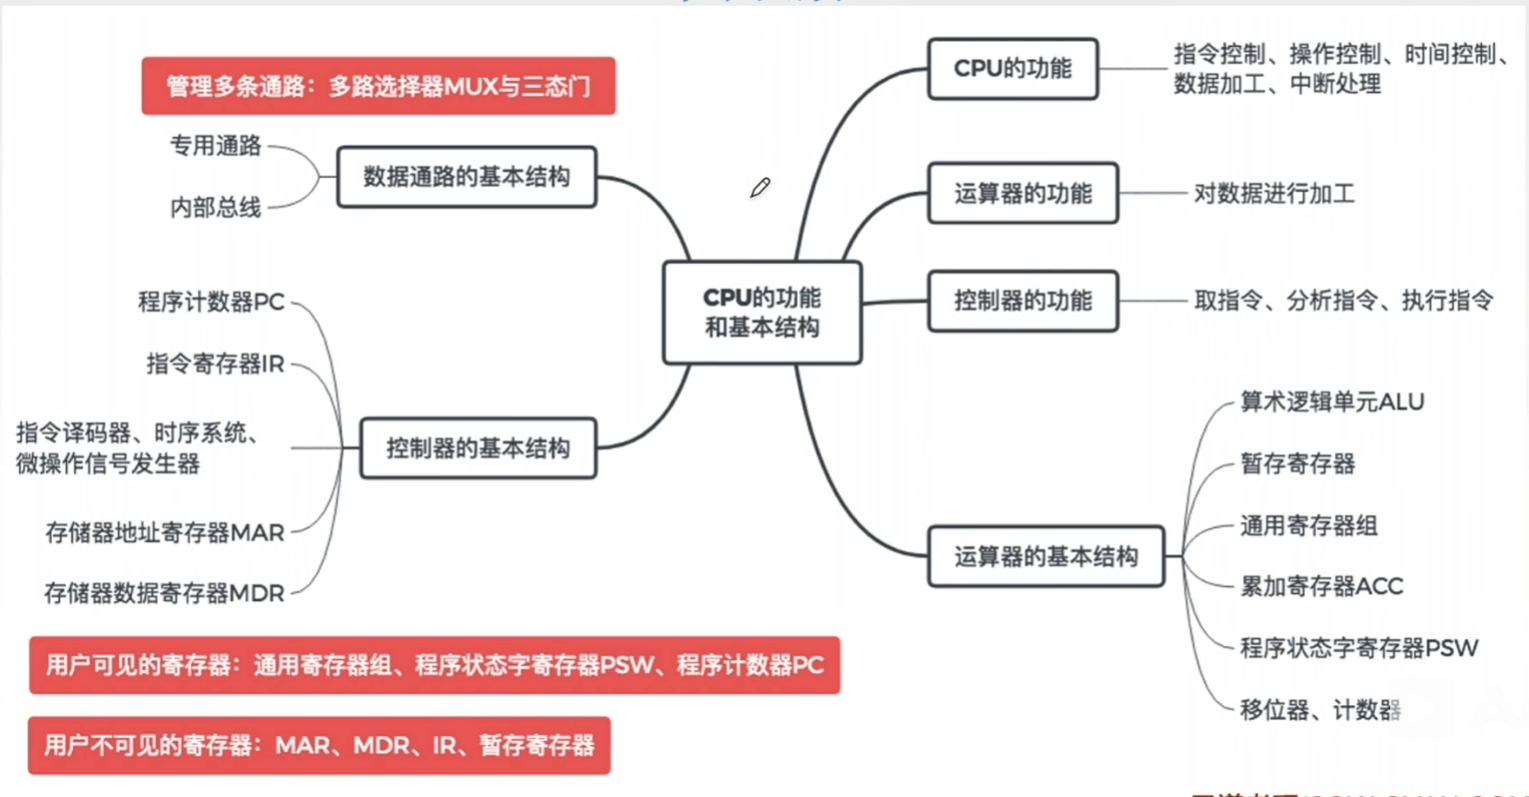 管理多条通路：多路选择器MUX与三态门
专用通路
内部总线
数据通路的基本结构
程序计数器PC
指令寄存器IR
指令译码器、时序系统、
微操作信号发生器
存储器地址寄存器MAR
存储器数据寄存器MDR
控制器的基本结构
用户可见的寄存器：通用寄存器组、程序状态字寄存器PSW、程序计数器PC
用户不可见的寄存器：MAR、MDR、IR、暂存寄存器
CPU的功能
和基本结构
CPU的功能
指令控制、操作控制、时间控制、
数据加工、中断处理
运算器的功能
对数据进行加工
控制器的功能
取指令、分析指令、执行指令
运算器的基本结构
算术逻辑单元ALU
暂存寄存器
通用寄存器组
累加寄存器ACC
程序状态字寄存器PSW
移位器、计数器